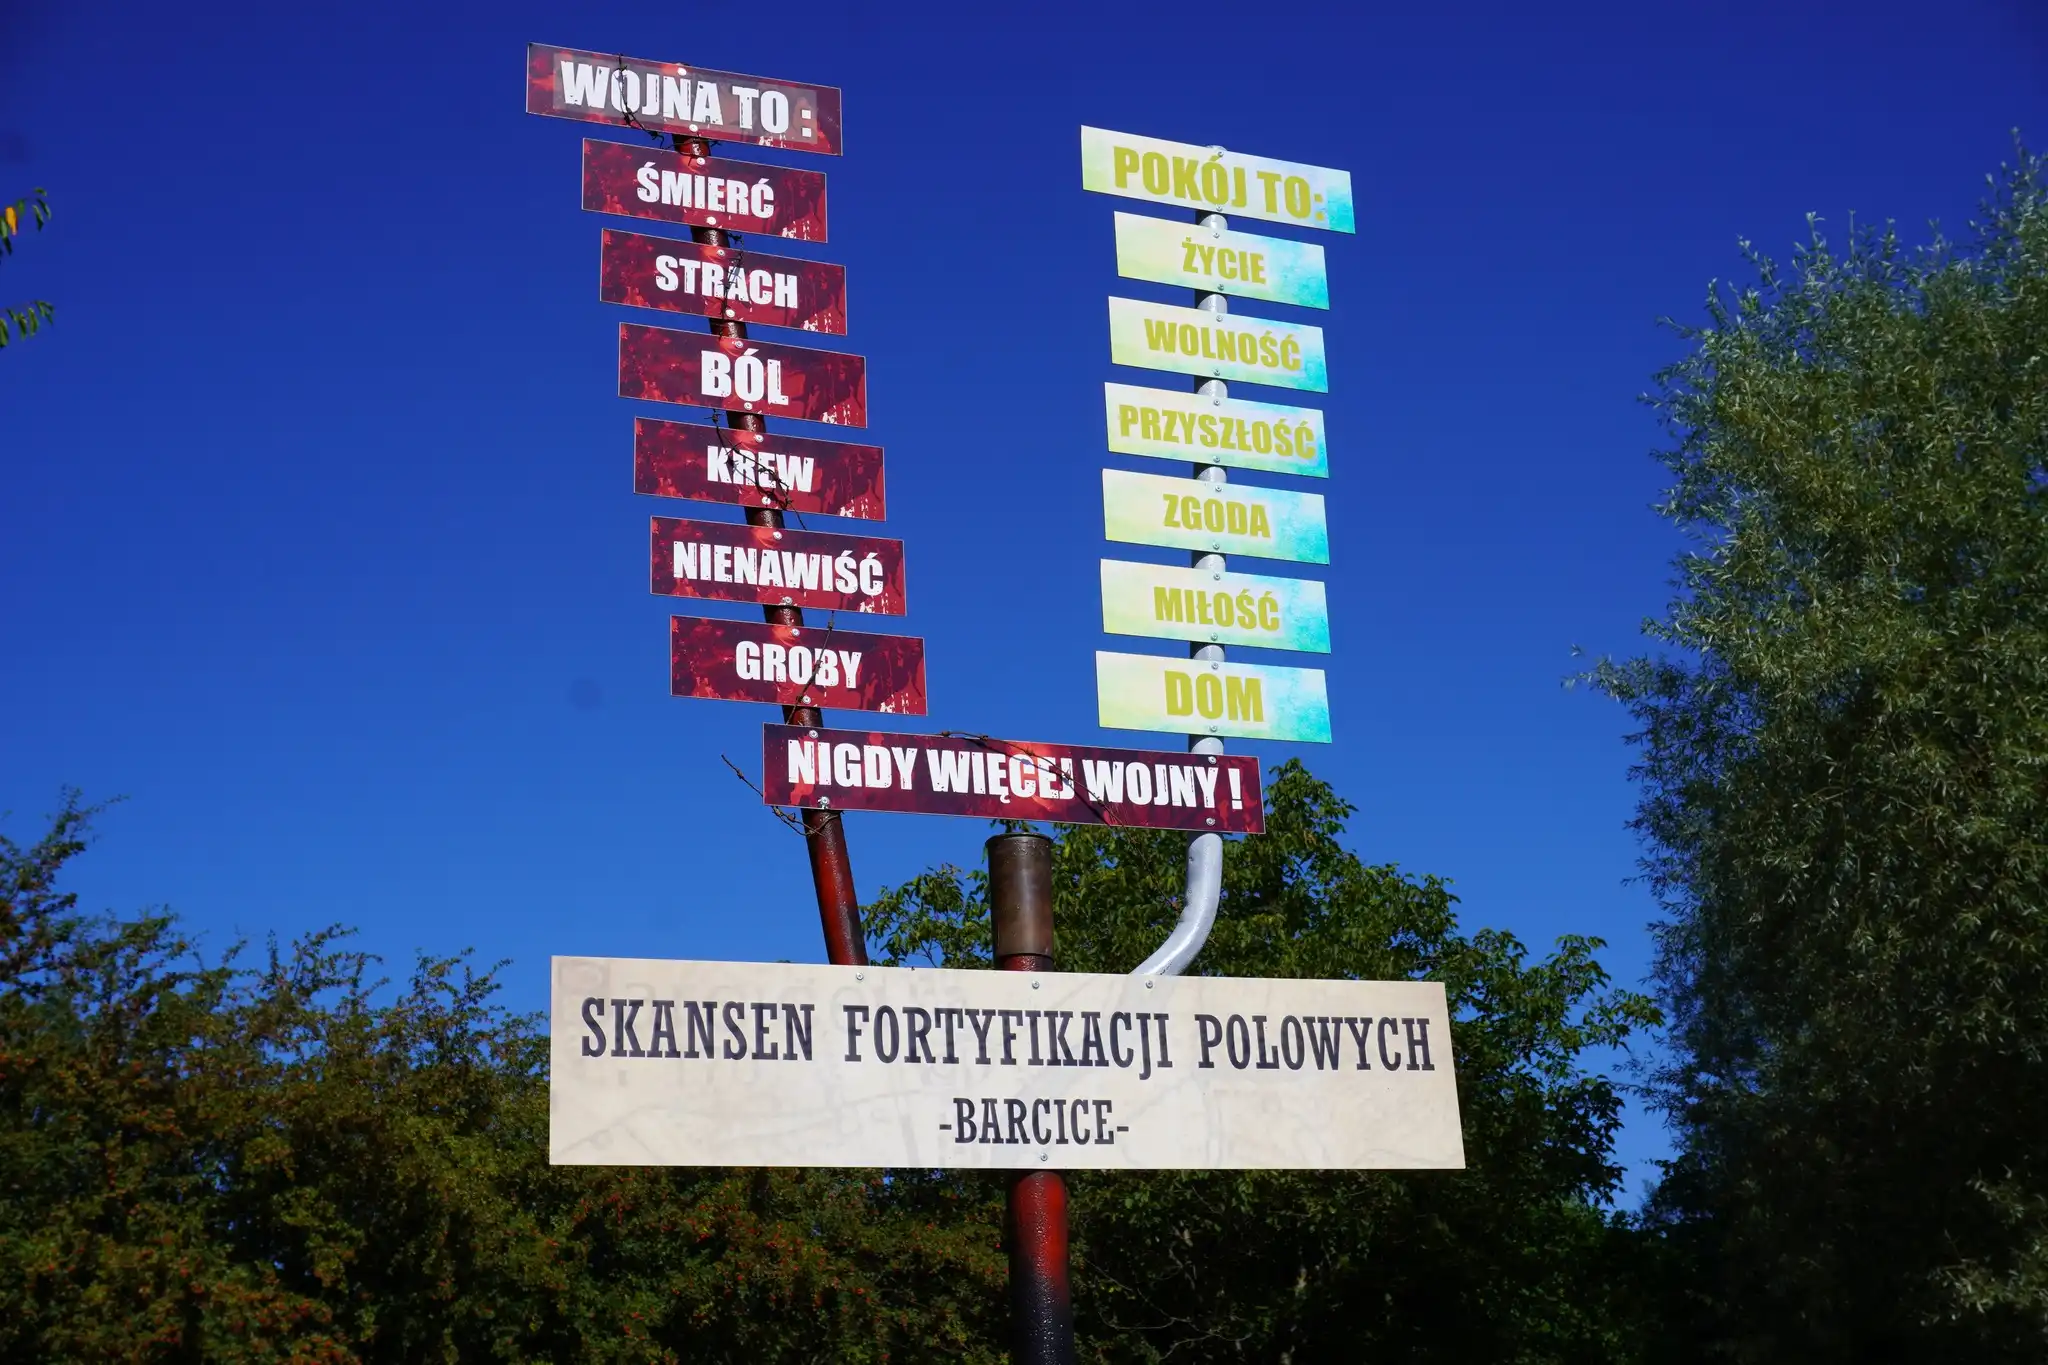 WOJNA TO :
ŚMIERĆ
STRACH
BÓL
KREW
NIENAWIŚĆ
GROBY
POKÓJ TO:
ŻYCIE
WOLNOŚĆ
PRZYSZŁOŚĆ
ZGODA
MIŁOŚĆ
DOM
NIGDY WIĘCEJ WOJNY !
SKANSEN FORTYFIKACJI POLOWYCH
-BARCICE-